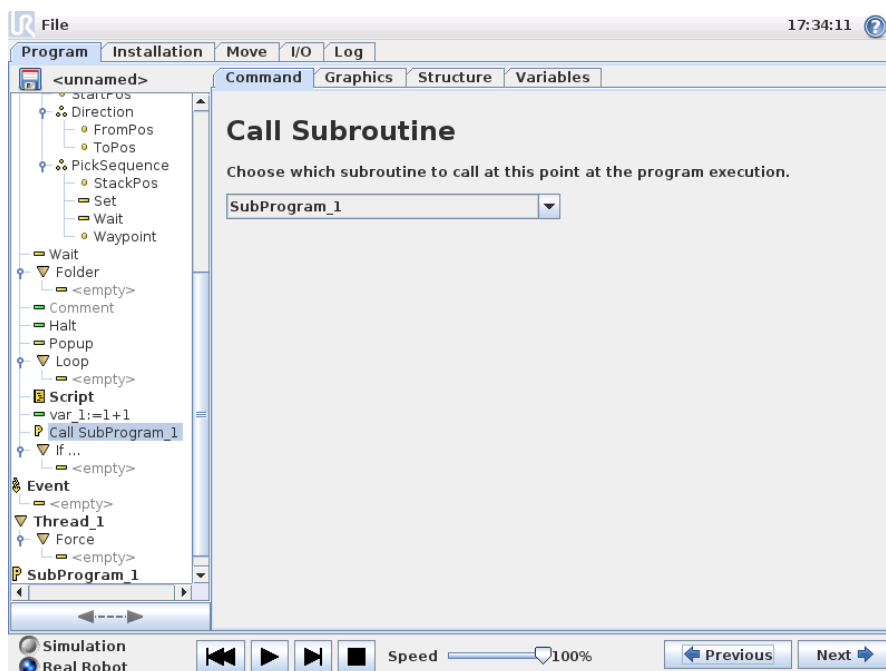 UR File 17:34:11 ?
Program Installation Move I/O Log
<unnamed>
Command Graphics Structure Variables
StartPos
Direction
FromPos
ToPos
PickSequence
StackPos
Set
Wait
Waypoint
Wait
Folder
<empty>
Comment
Halt
Popup
Loop
<empty>
Script
var_1:=1+1
Call SubProgram_1
If ...
<empty>
Event
<empty>
Thread_1
Force
<empty>
SubProgram_1
Call Subroutine
Choose which subroutine to call at this point at the program execution.
SubProgram_1
Simulation
Real Robot
Speed 100%
Previous Next